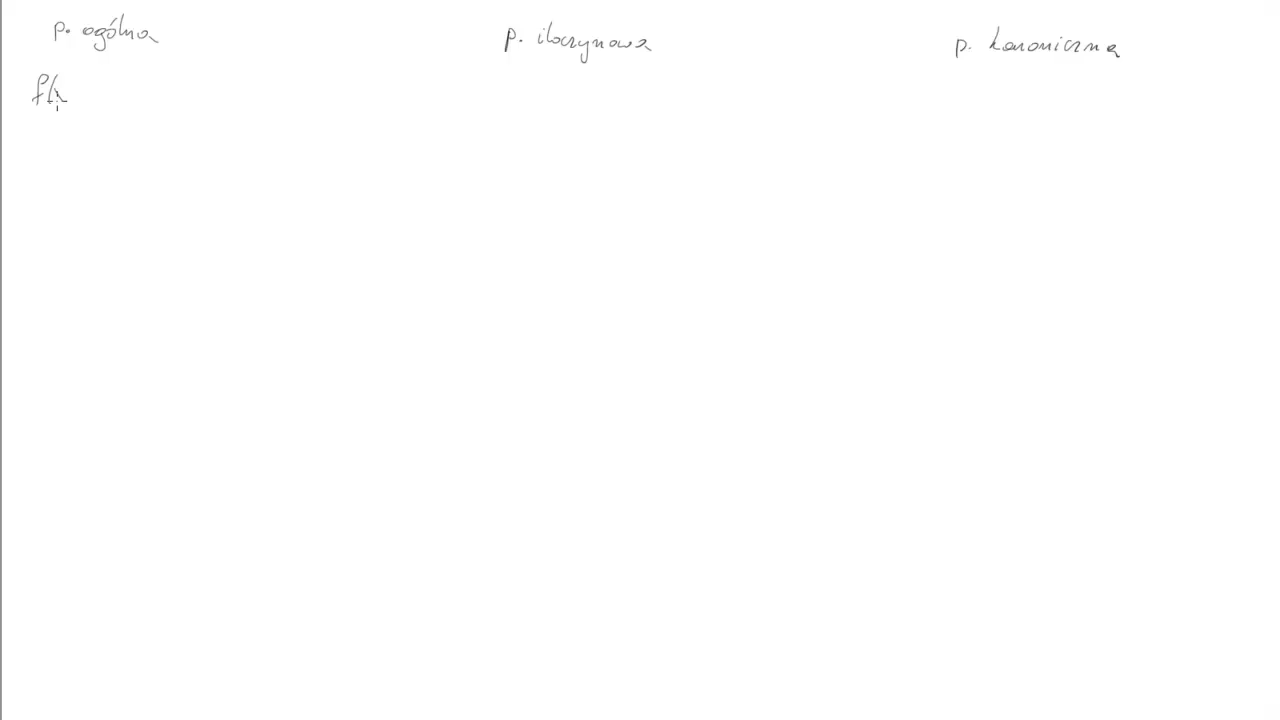 p. ogólna
p. iloczynowa
p. kanoniczna
f(x